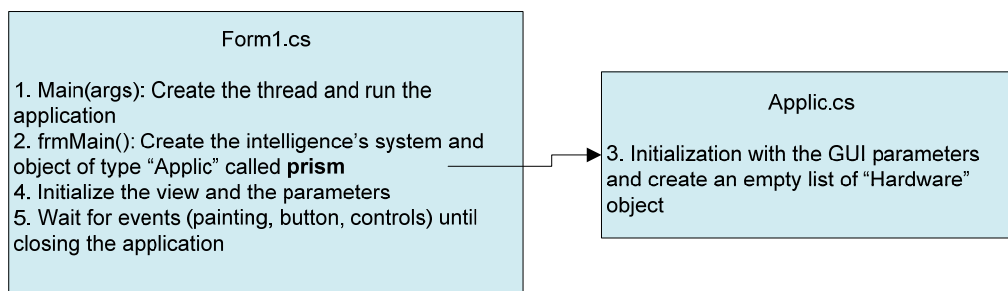 Form1.cs
1. Main(args): Create the thread and run the
application
2. frmMain(): Create the intelligence's system and
object of type “Applic” called prism
4. Initialize the view and the parameters
5. Wait for events (painting, button, controls) until
closing the application
Applic.cs
3. Initialization with the GUI parameters
and create an empty list of “Hardware”
object